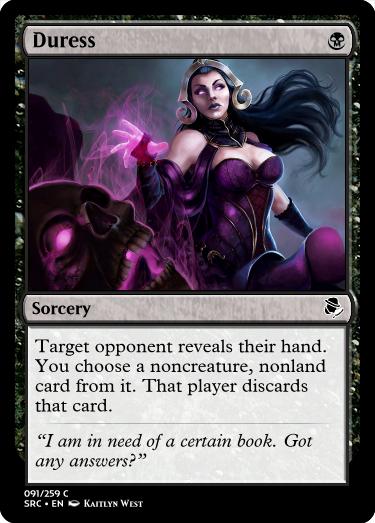 Duress
Sorcery
Target opponent reveals their hand.
You choose a noncreature, nonland
card from it. That player discards
that card.
“I am in need of a certain book. Got
any answers?”
091/259 C
SRC • EN Kaitlyn West